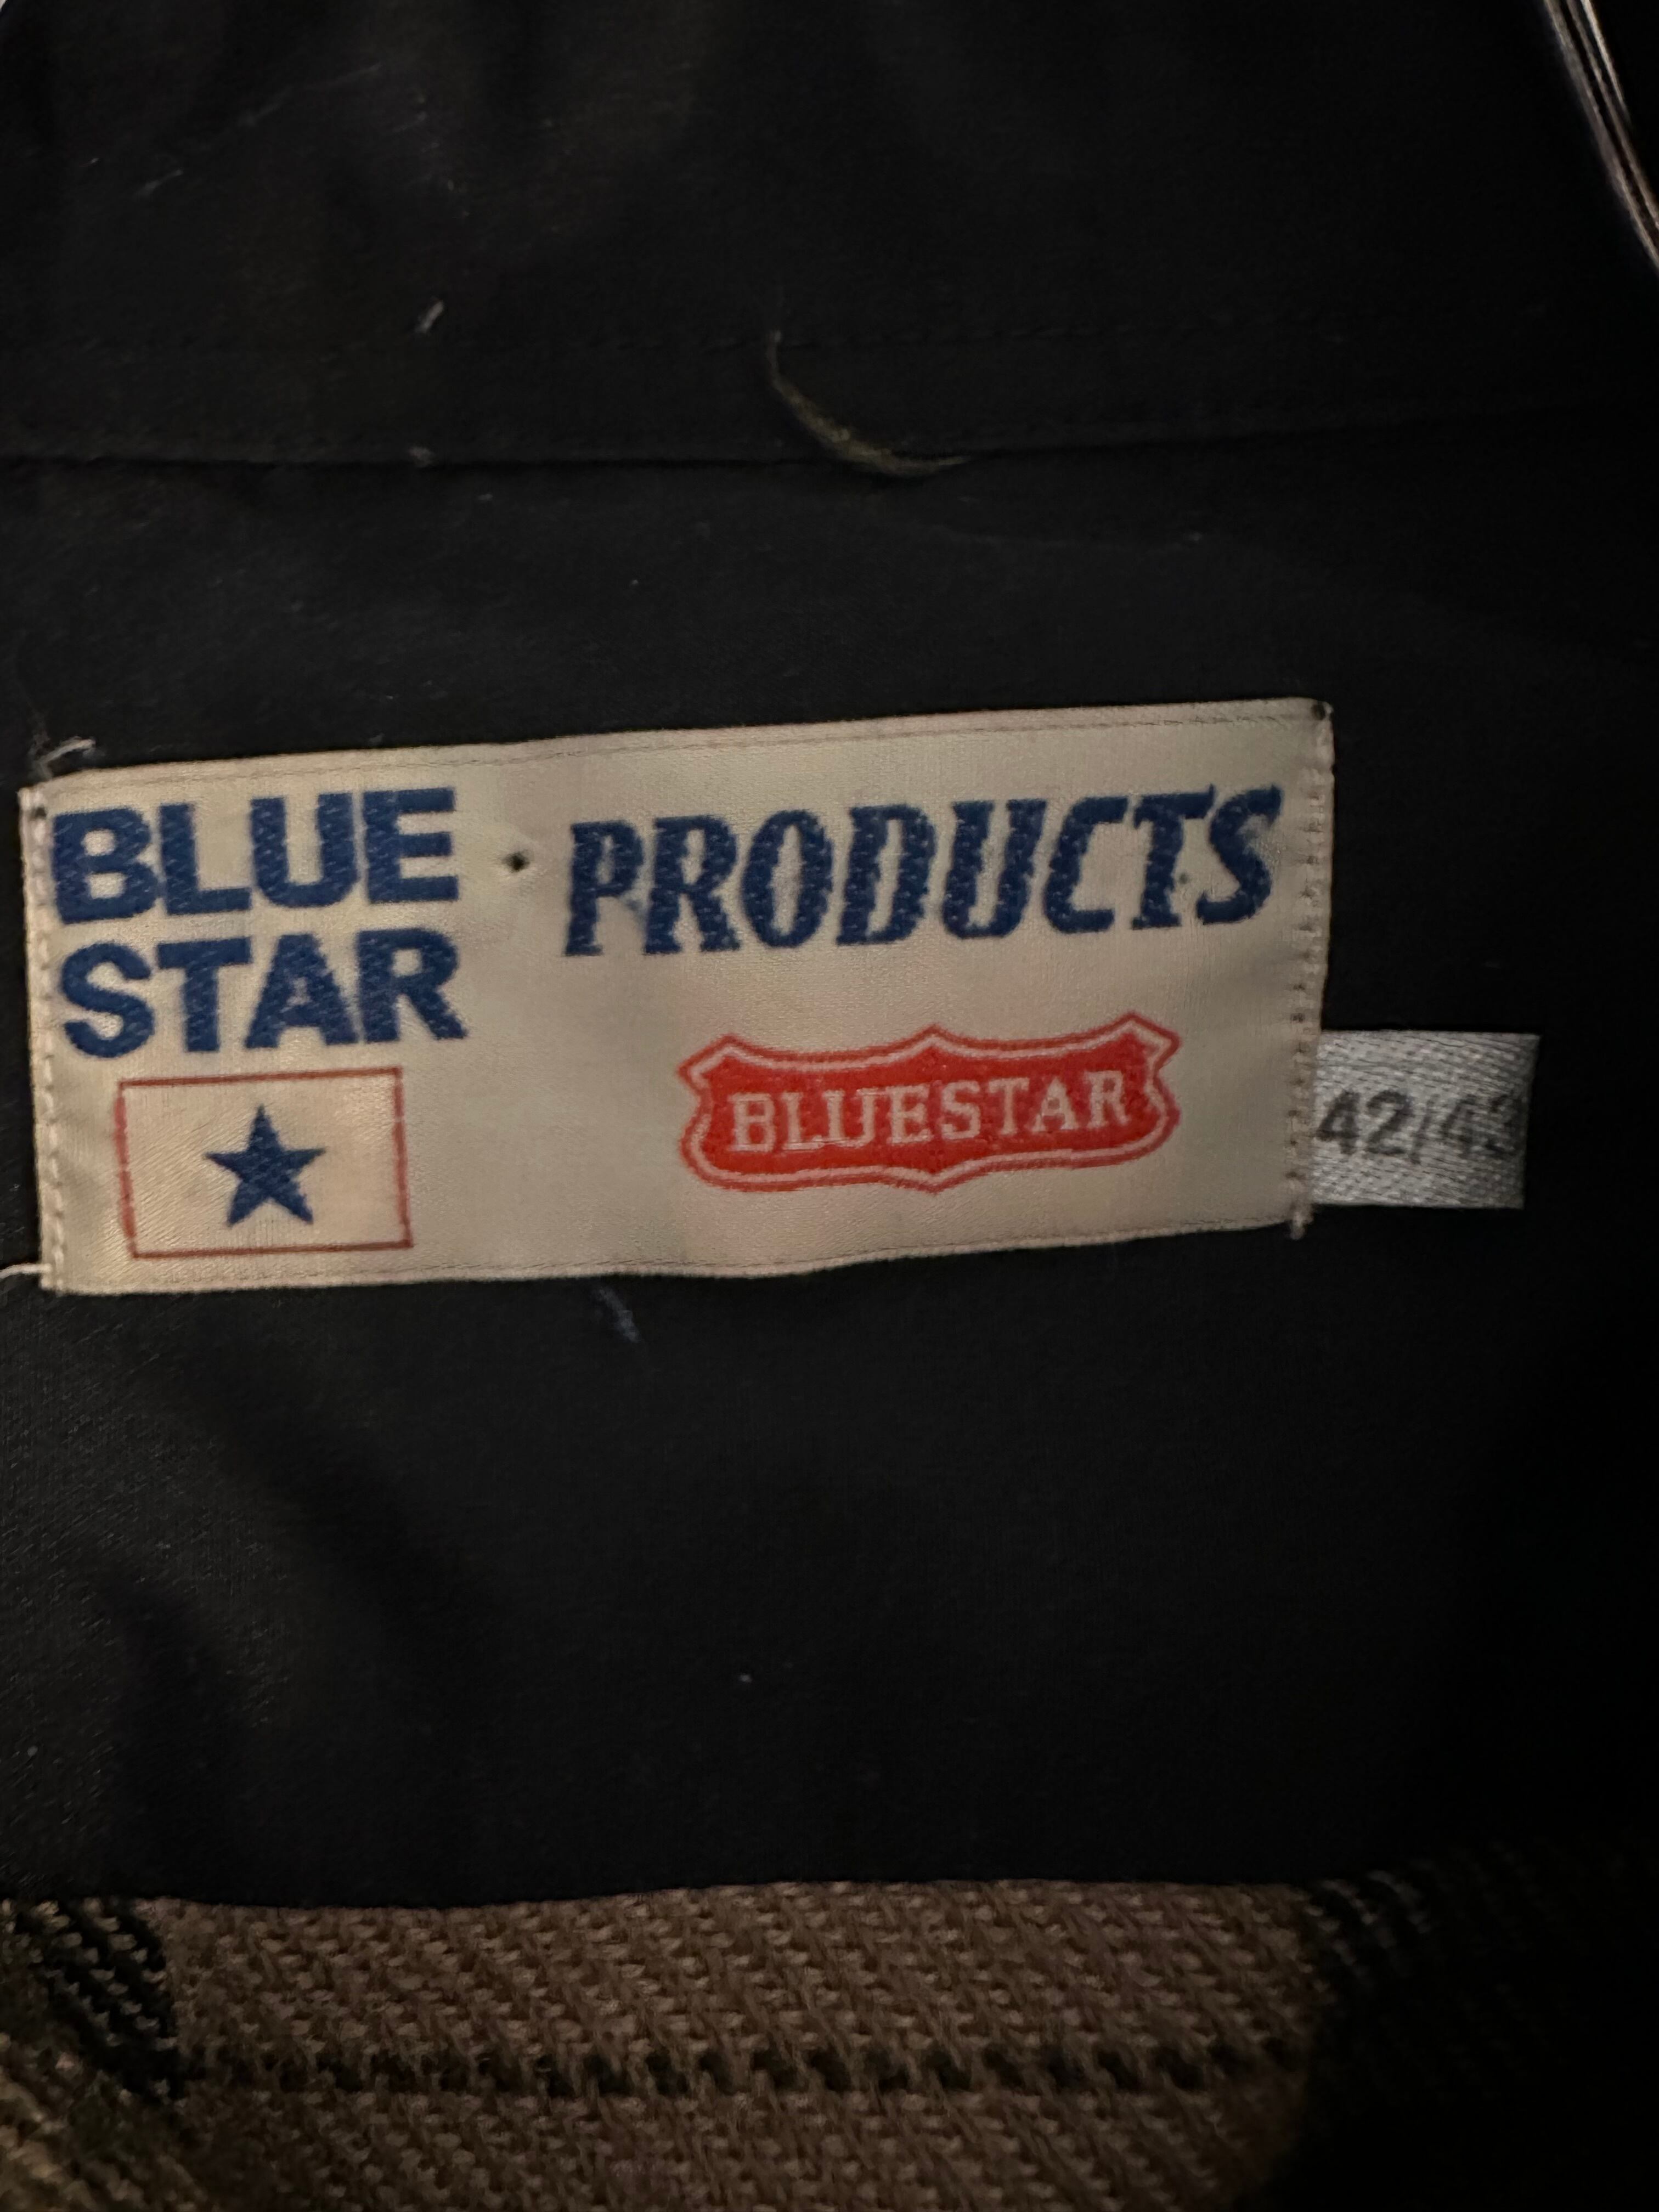 BLUE
STAR
PRODUCTS
BLUESTAR
42/43